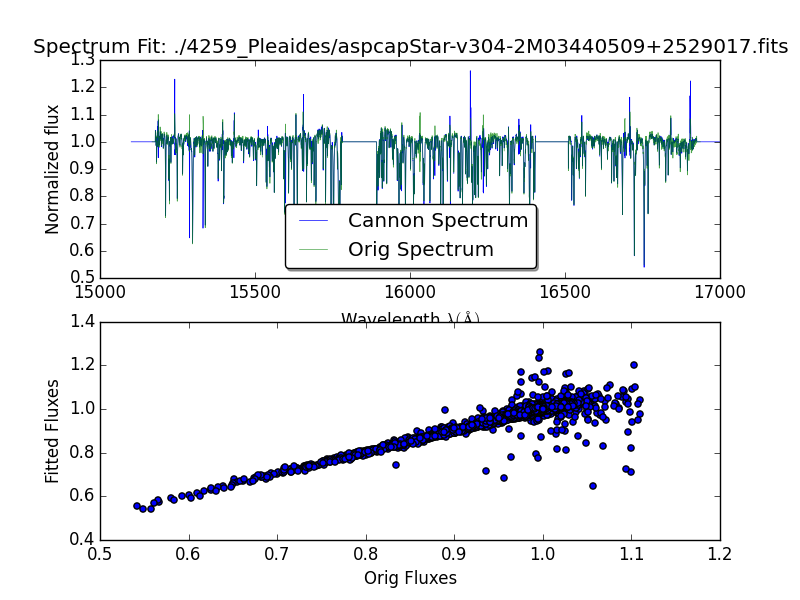 Spectrum Fit: ./4259_Pleaides/aspcapStar-v304-2M03440509+2529017.fits
1.3
1.2
1.1
1.0
0.9
0.8
0.7
0.6
0.5
Normalized flux
Cannon Spectrum
Orig Spectrum
15000 15500 16000 16500 17000
Wavelength λ(Å)
1.4
1.2
1.0
0.8
0.6
0.4
Fitted Fluxes
0.5 0.6 0.7 0.8 0.9 1.0 1.1 1.2
Orig Fluxes